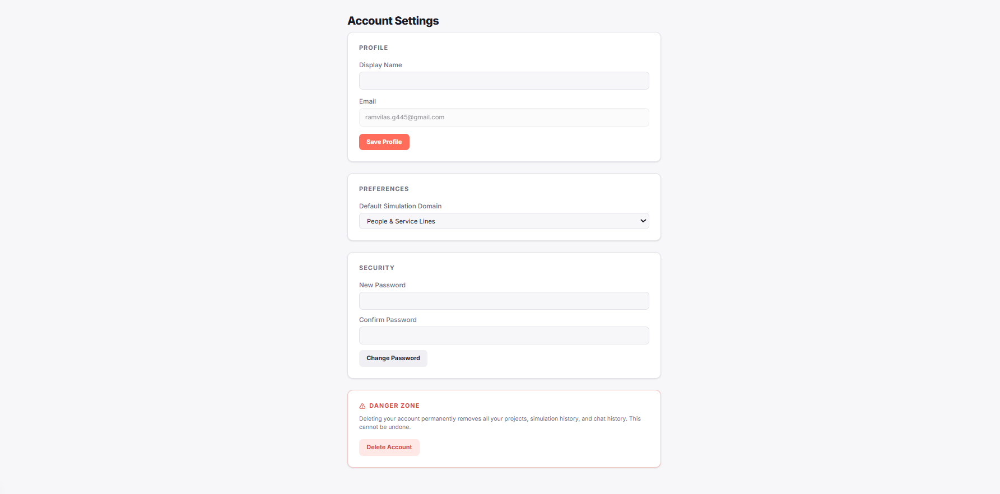 Account Settings
PROFILE
Display Name
Email
ramvilas.g445@gmail.com
Save Profile
PREFERENCES
Default Simulation Domain
People & Service Lines
SECURITY
New Password
Confirm Password
Change Password
DANGER ZONE
Deleting your account permanently removes all your projects, simulation history, and chat history. This
cannot be undone.
Delete Account